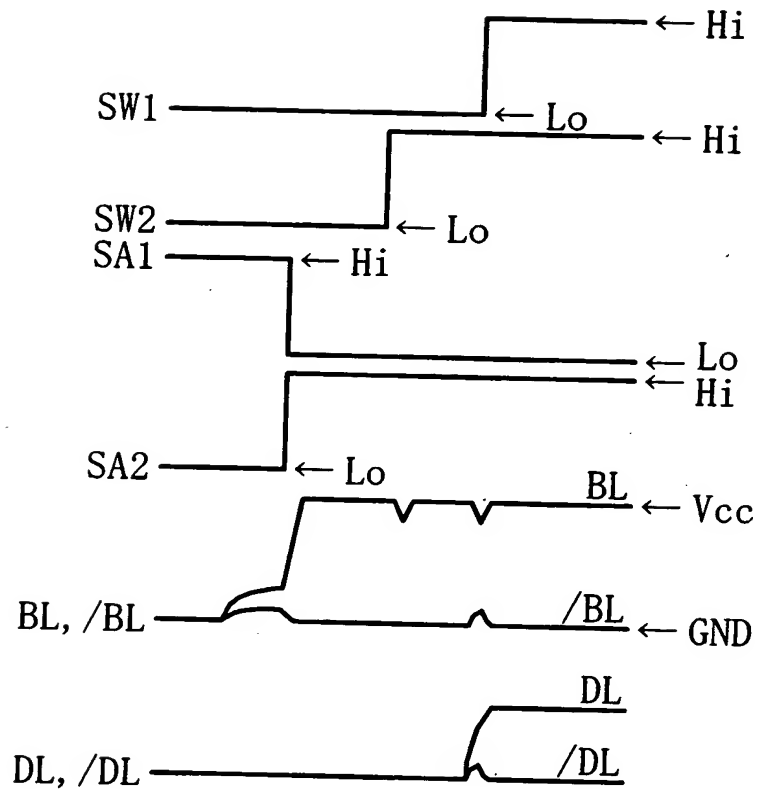 ← Hi
SW1
← Lo
← Hi
SW2
← Lo
SA1
← Hi
← Lo
← Hi
SA2
← Lo
BL
← Vcc
BL, /BL
/BL
← GND
DL
DL, /DL
/DL